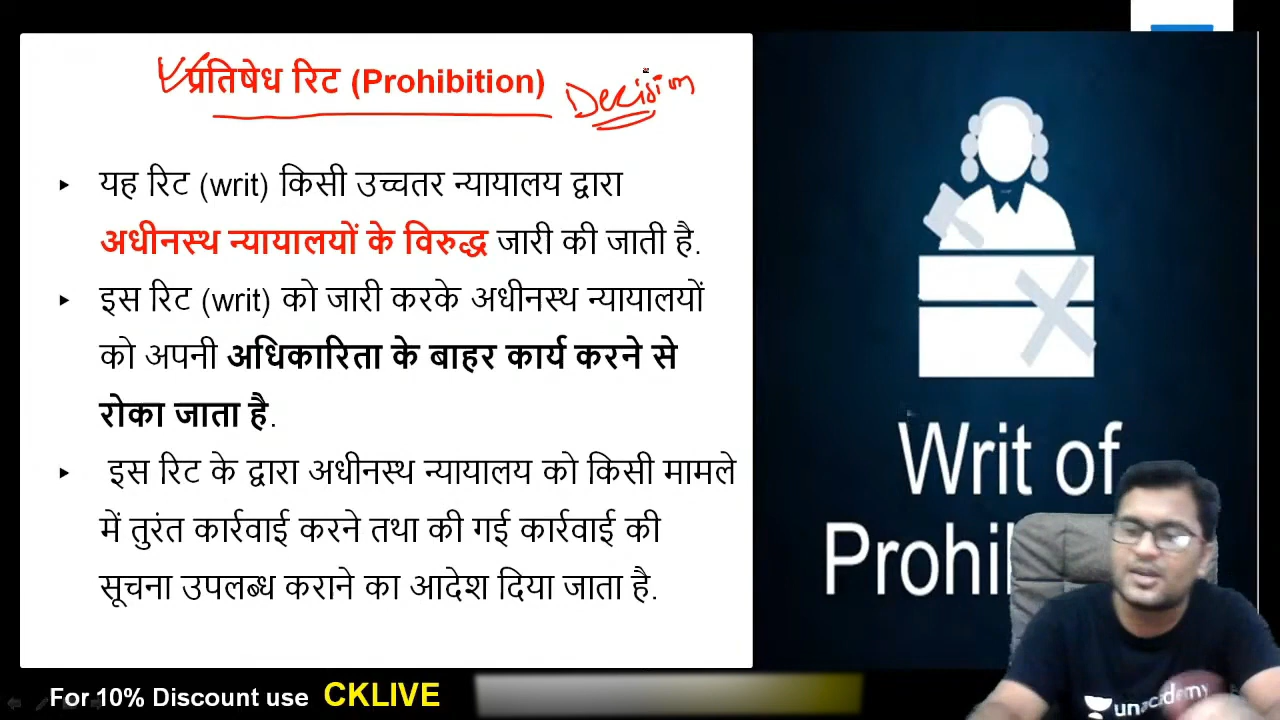 प्रतिषेध रिट (Prohibition)
Decision
▸ यह रिट (writ) किसी उच्चतर न्यायालय द्वारा
अधीनस्थ न्यायालयों के विरुद्ध जारी की जाती है.
▸ इस रिट (writ) को जारी करके अधीनस्थ न्यायालयों
को अपनी अधिकारिता के बाहर कार्य करने से
रोका जाता है.
▸ इस रिट के द्वारा अधीनस्थ न्यायालय को किसी मामले
में तुरंत कार्रवाई करने तथा की गई कार्रवाई की
सूचना उपलब्ध कराने का आदेश दिया जाता है.
Writ of
Prohi
unacademy
For 10% Discount use CKLIVE